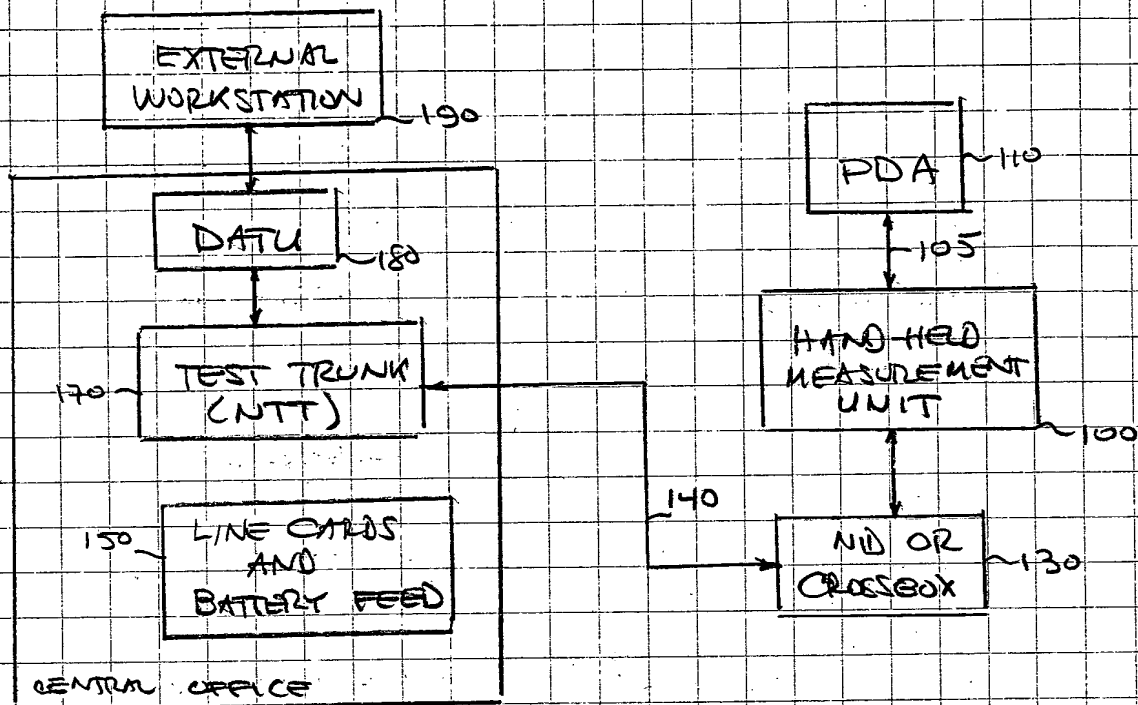 EXTERNAL
WORKSTATION
190
DATU
180
TEST TRUNK
(NTT)
170
LINE CARDS
AND
BATTERY FEED
150
CENTRAL OFFICE
140
PDA
110
105
HAND-HELD
MEASUREMENT
UNIT
100
NID OR
CROSSBOX
130